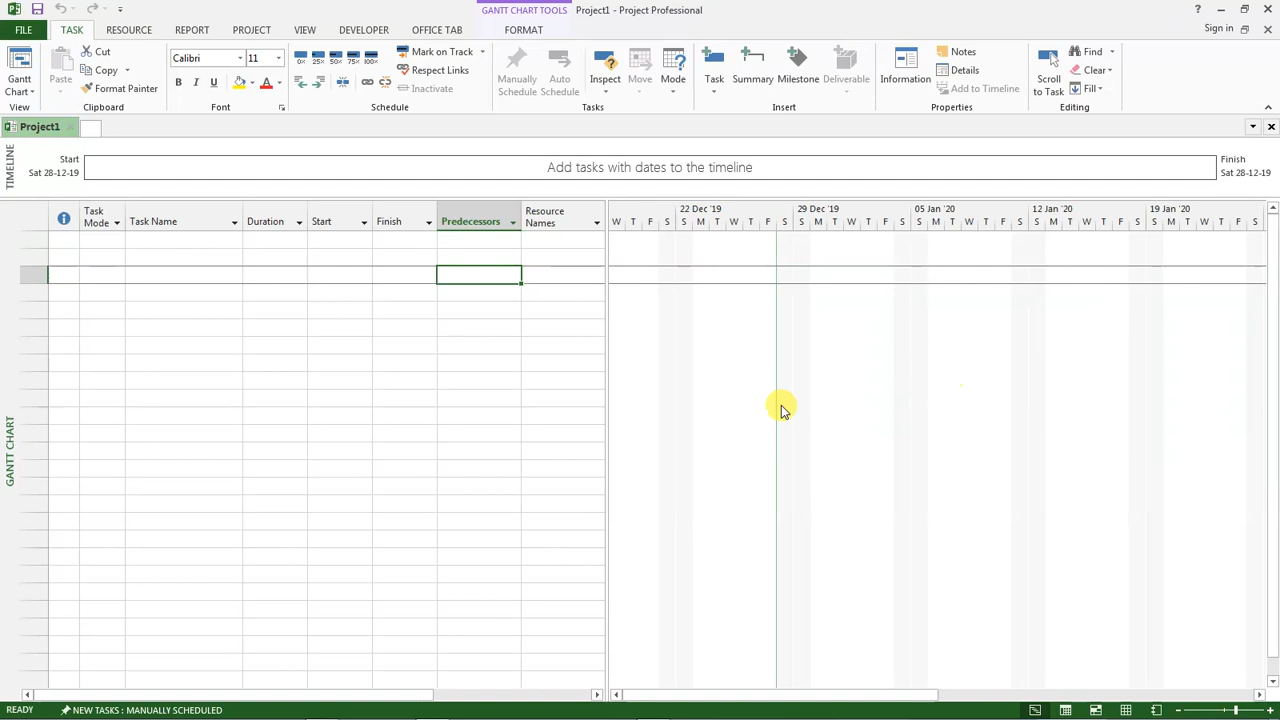 GANTT CHART TOOLS
Project1 - Project Professional
FILE TASK RESOURCE REPORT PROJECT VIEW DEVELOPER OFFICE TAB FORMAT
Sign in
Gantt Chart
View
Paste
Cut
Copy
Format Painter
Clipboard
Calibri 11
B I U A
Font
0% 25% 50% 75% 100%
Mark on Track
Respect Links
Inactivate
Schedule
Manually Schedule
Auto Schedule
Inspect
Move
Mode
Tasks
Task
Summary
Milestone
Deliverable
Insert
Information
Notes
Details
Add to Timeline
Properties
Scroll to Task
Find
Clear
Fill
Editing
Project1
TIMELINE
Start
Sat 28-12-19
Add tasks with dates to the timeline
Finish
Sat 28-12-19
Task Mode
Task Name
Duration
Start
Finish
Predecessors
Resource Names
22 Dec '19 29 Dec '19 05 Jan '20 12 Jan '20 19 Jan '20
W T F S S M T W T F S S M T W T F S S M T W T F S S M T W T F S S M T W T F S
GANTT CHART
READY
NEW TASKS : MANUALLY SCHEDULED